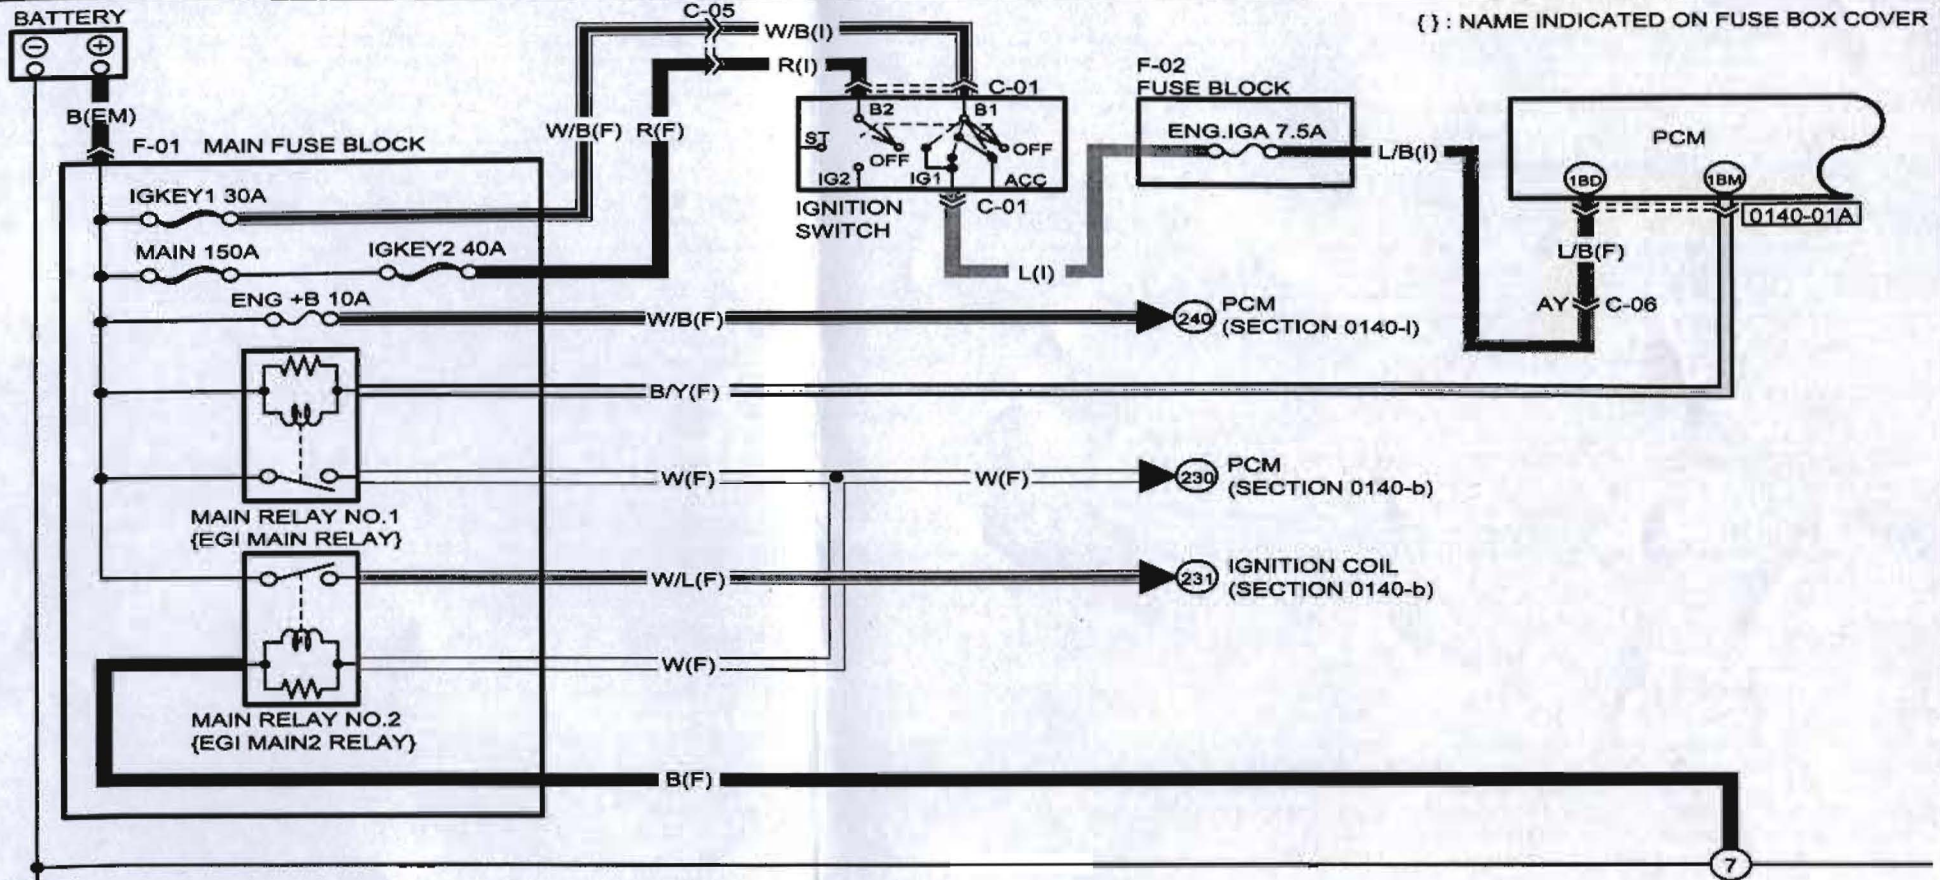 BATTERY
− +
B(EM)
C-05
W/B(I)
R(I)
{ } : NAME INDICATED ON FUSE BOX COVER
F-01 MAIN FUSE BLOCK
W/B(F) R(F)
C-01
B2 B1
ST
OFF OFF
IG2 IG1 ACC
IGNITION
SWITCH
C-01
L(I)
F-02
FUSE BLOCK
ENG.IGA 7.5A
L/B(I)
PCM
1BD 1BM
0140-01A
L/B(F)
AY C-06
IGKEY1 30A
MAIN 150A IGKEY2 40A
ENG +B 10A
W/B(F)
240 PCM
(SECTION 0140-I)
B/Y(F)
W(F) W(F)
230 PCM
(SECTION 0140-b)
MAIN RELAY NO.1
{EGI MAIN RELAY}
W/L(F)
231 IGNITION COIL
(SECTION 0140-b)
W(F)
MAIN RELAY NO.2
{EGI MAIN2 RELAY}
B(F)
7